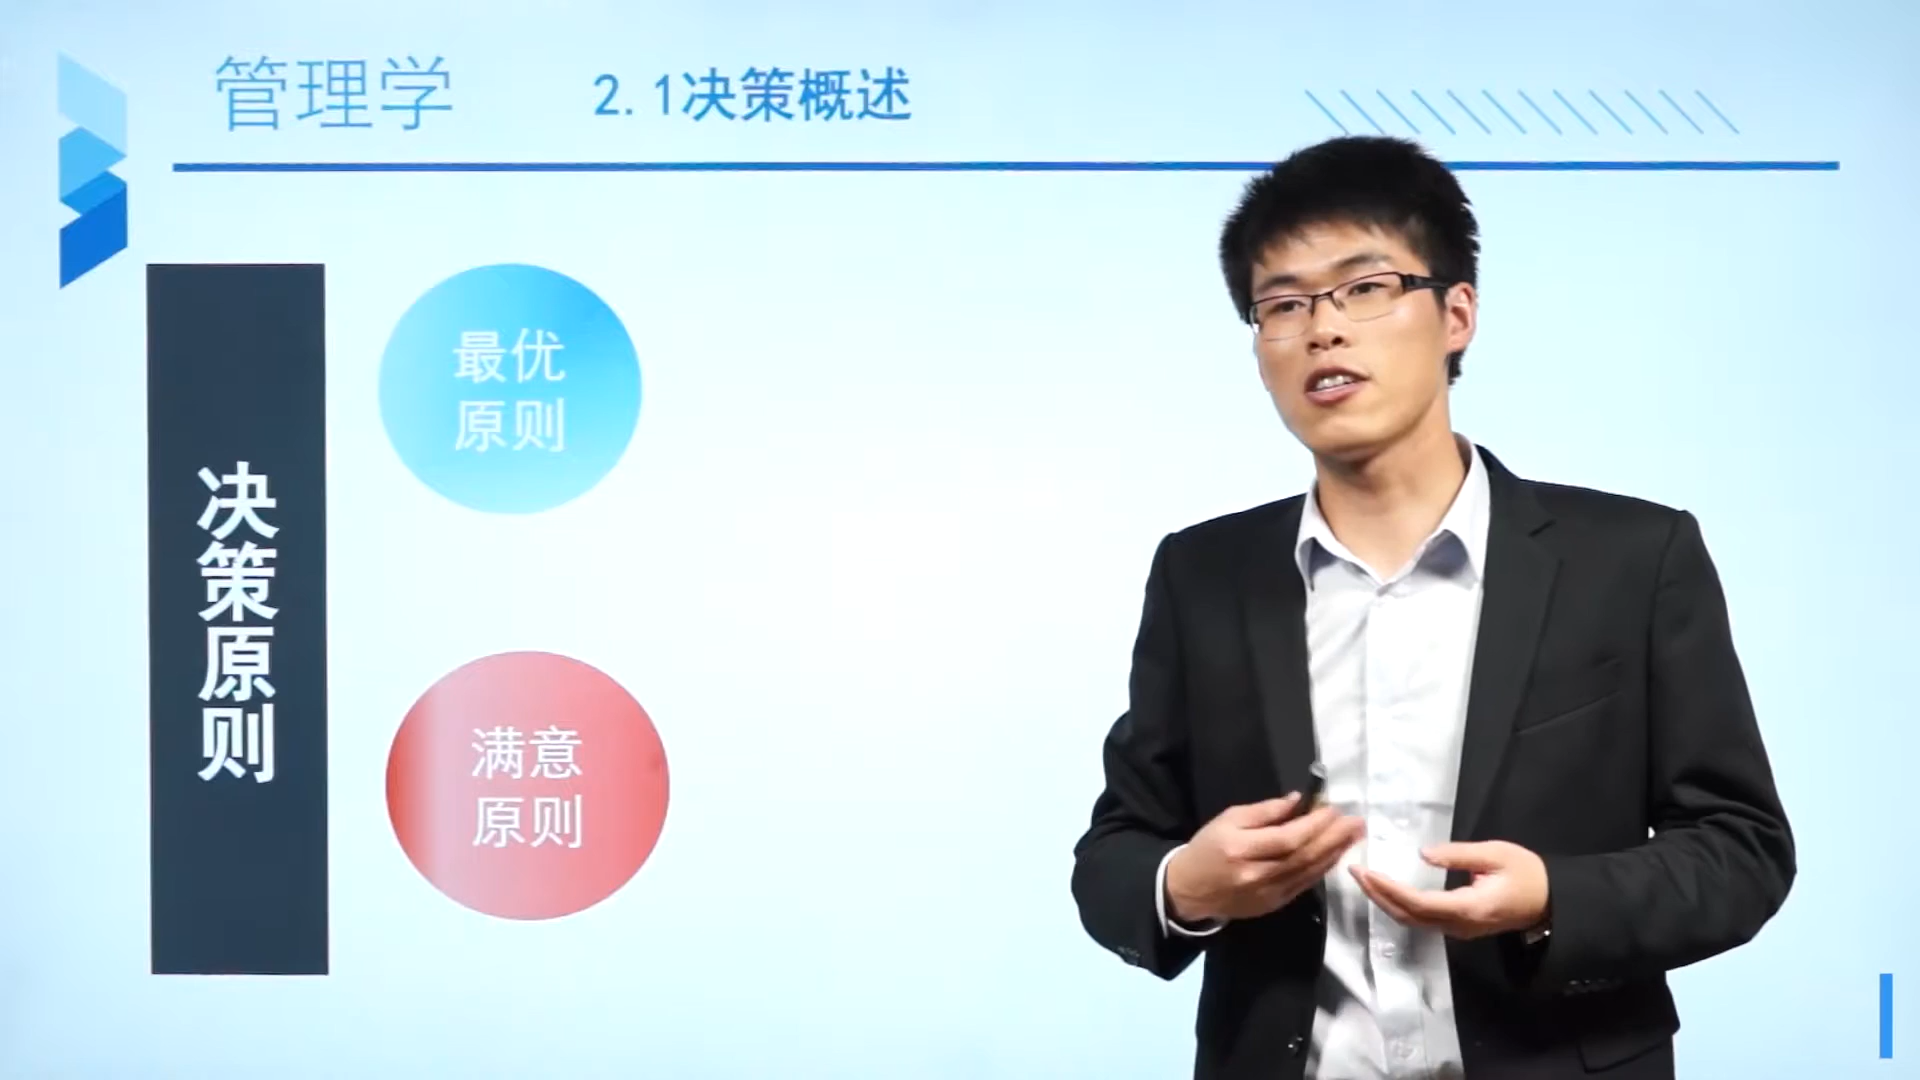 管理学 2.1决策概述
决策原则
最优
原则
满意
原则